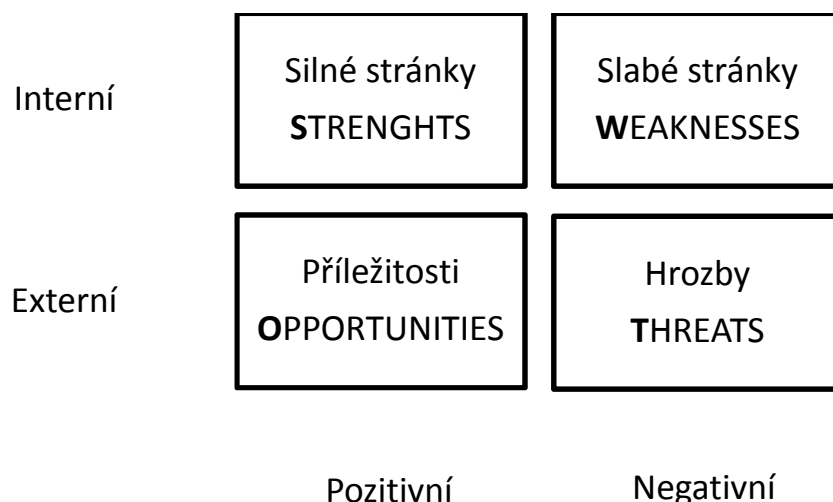 Interní
Silné stránky
STRENGHTS
Slabé stránky
WEAKNESSES
Externí
Příležitosti
OPPORTUNITIES
Hrozby
THREATS
Pozitivní
Negativní